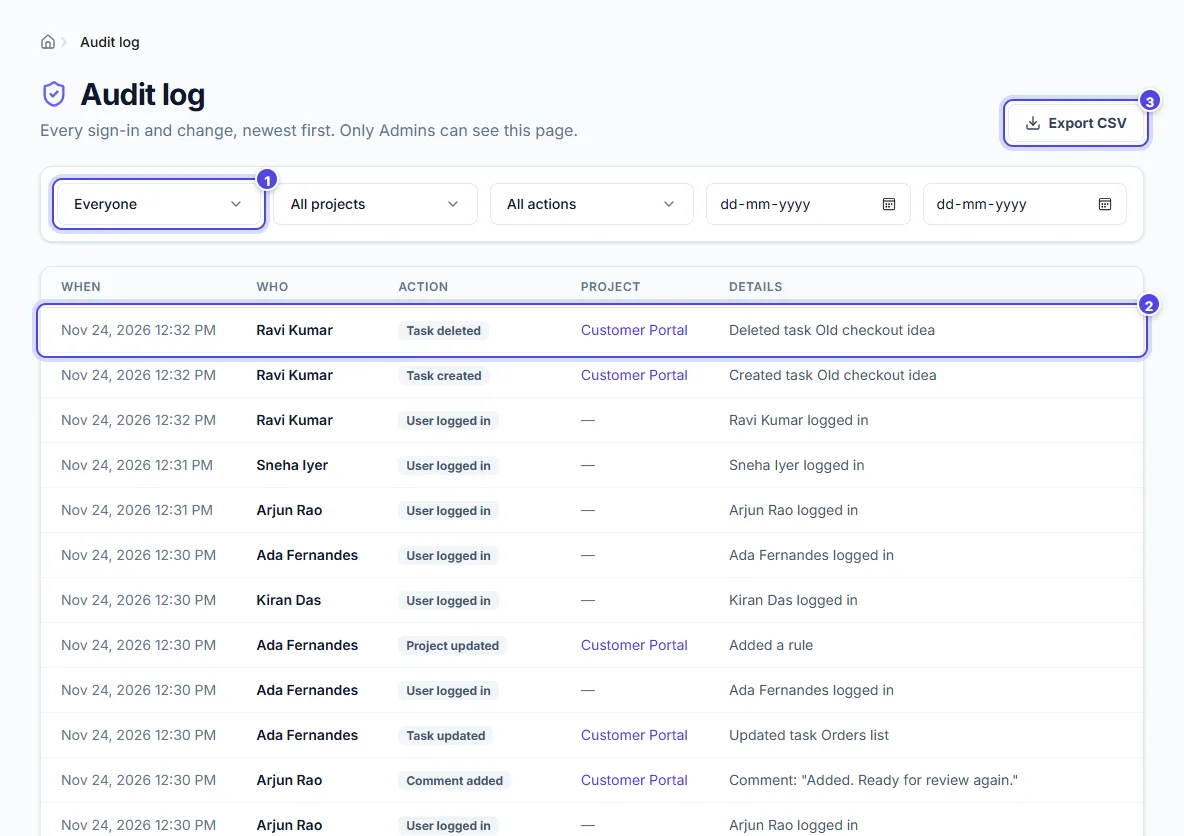 Audit log
Audit log
Every sign-in and change, newest first. Only Admins can see this page.
3
Export CSV
1
Everyone All projects All actions dd-mm-yyyy dd-mm-yyyy
WHEN WHO ACTION PROJECT DETAILS
2
Nov 24, 2026 12:32 PM Ravi Kumar Task deleted Customer Portal Deleted task Old checkout idea
Nov 24, 2026 12:32 PM Ravi Kumar Task created Customer Portal Created task Old checkout idea
Nov 24, 2026 12:32 PM Ravi Kumar User logged in — Ravi Kumar logged in
Nov 24, 2026 12:31 PM Sneha Iyer User logged in — Sneha Iyer logged in
Nov 24, 2026 12:31 PM Arjun Rao User logged in — Arjun Rao logged in
Nov 24, 2026 12:30 PM Ada Fernandes User logged in — Ada Fernandes logged in
Nov 24, 2026 12:30 PM Kiran Das User logged in — Kiran Das logged in
Nov 24, 2026 12:30 PM Ada Fernandes Project updated Customer Portal Added a rule
Nov 24, 2026 12:30 PM Ada Fernandes User logged in — Ada Fernandes logged in
Nov 24, 2026 12:30 PM Ada Fernandes Task updated Customer Portal Updated task Orders list
Nov 24, 2026 12:30 PM Arjun Rao Comment added Customer Portal Comment: "Added. Ready for review again."
Nov 24, 2026 12:30 PM Arjun Rao User logged in — Arjun Rao logged in